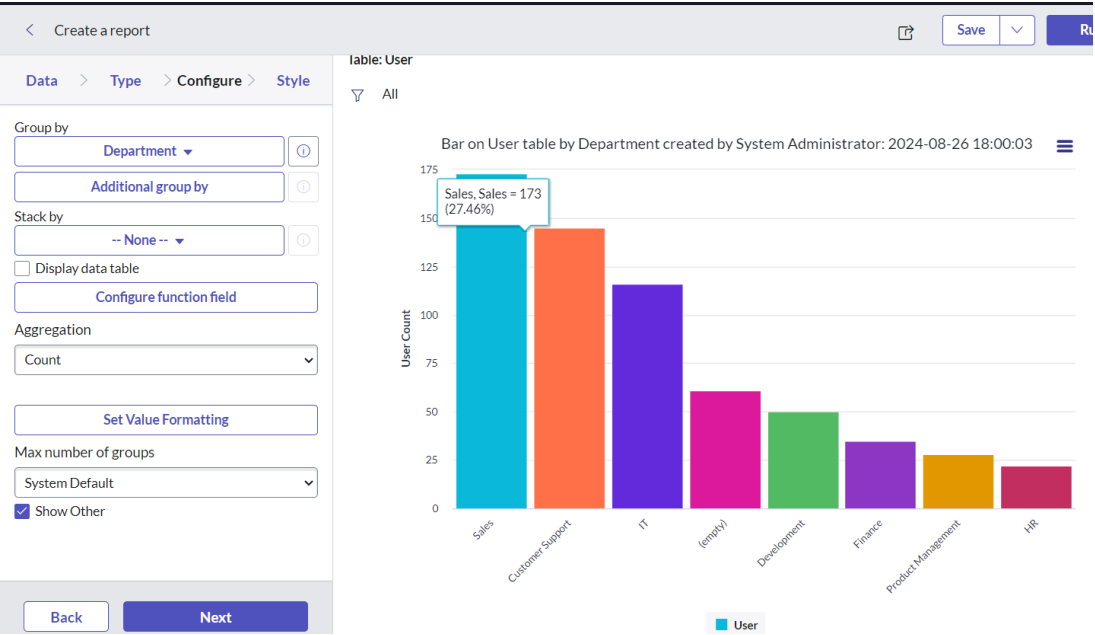 Create a report
Save
Ru
Data
Type
Configure
Style
Table: User
All
Group by
Department
Additional group by
Stack by
-- None --
Display data table
Configure function field
Aggregation
Count
Set Value Formatting
Max number of groups
System Default
Show Other
Back
Next
Bar on User table by Department created by System Administrator: 2024-08-26 18:00:03
Sales, Sales = 173
(27.46%)
User Count
175
150
125
100
75
50
25
0
Sales
Customer Support
IT
(empty)
Development
Finance
Product Management
HR
User